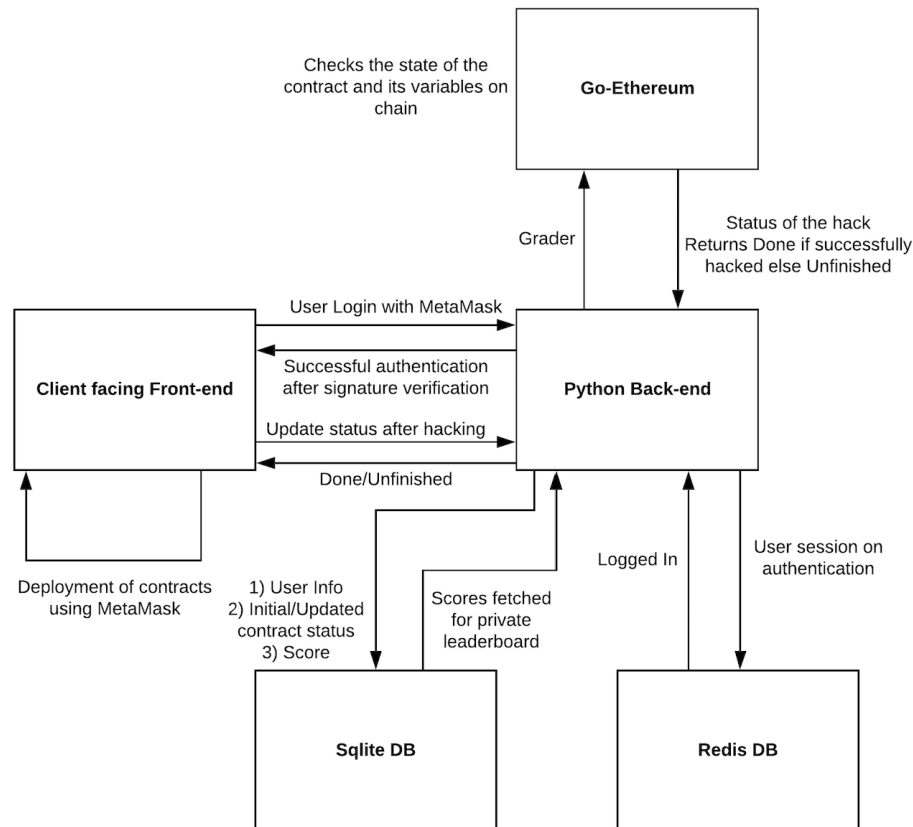 Checks the state of the
contract and its variables on
chain
Go-Ethereum
Grader
Status of the hack
Returns Done if successfully
hacked else Unfinished
User Login with MetaMask
Successful authentication
after signature verification
Client facing Front-end
Python Back-end
Update status after hacking
Done/Unfinished
Deployment of contracts
using MetaMask
1) User Info
2) Initial/Updated
contract status
3) Score
Scores fetched
for private
leaderboard
Logged In
User session on
authentication
Sqlite DB
Redis DB